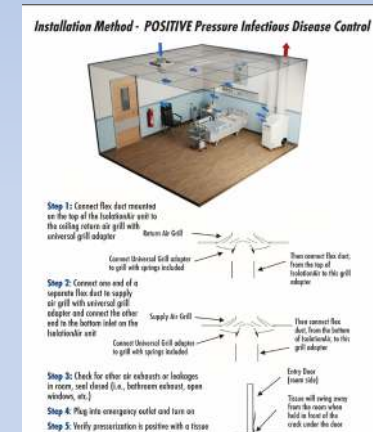 Installation Method - POSITIVE Pressure Infectious Disease Control
Step 1: Connect flex duct mounted
on the top of the IsolationAir unit to
the ceiling return air grill with
universal grill adapter
Return Air Grill
Connect Universal Grill adapter
to grill with springs included
Then connect flex duct,
from the top of
IsolationAir to this grill
adapter
Step 2: Connect one end of a
separate flex duct to supply
air grill with universal grill
adapter and connect the other
end to the bottom inlet on the
IsolationAir unit
Supply Air Grill
Connect Universal Grill adapter
to grill with springs included
Then connect flex
duct, from the bottom
of IsolationAir, to this
grill adapter
Step 3: Check for other air exhausts or leakages
in room, seal closed (i.e., bathroom exhaust, open
windows, etc.)
Step 4: Plug into emergency outlet and turn on
Step 5: Verify pressurization is positive with a tissue
Entry Door
(room side)
Tissue will swing away
from the room when
held in front of the
crack under the door